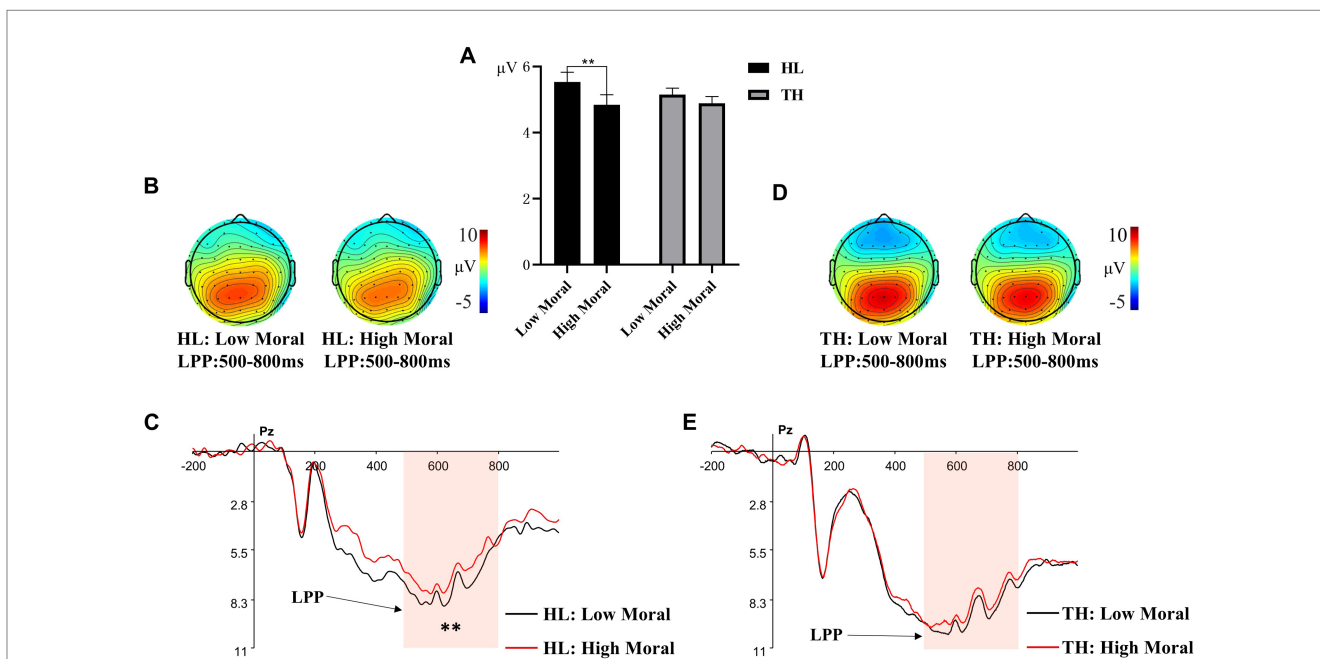 A
µV 6
**
HL
TH
4
2
0
Low Moral
High Moral
Low Moral
High Moral
B
10
µV
-5
HL: Low Moral
LPP:500-800ms
HL: High Moral
LPP:500-800ms
D
10
µV
-5
TH: Low Moral
LPP:500-800ms
TH: High Moral
LPP:500-800ms
C
Pz
-200
200
400
600
800
2.8
5.5
8.3
11
LPP
**
HL: Low Moral
HL: High Moral
E
Pz
-200
200
400
600
800
2.8
5.5
8.3
11
LPP
TH: Low Moral
TH: High Moral